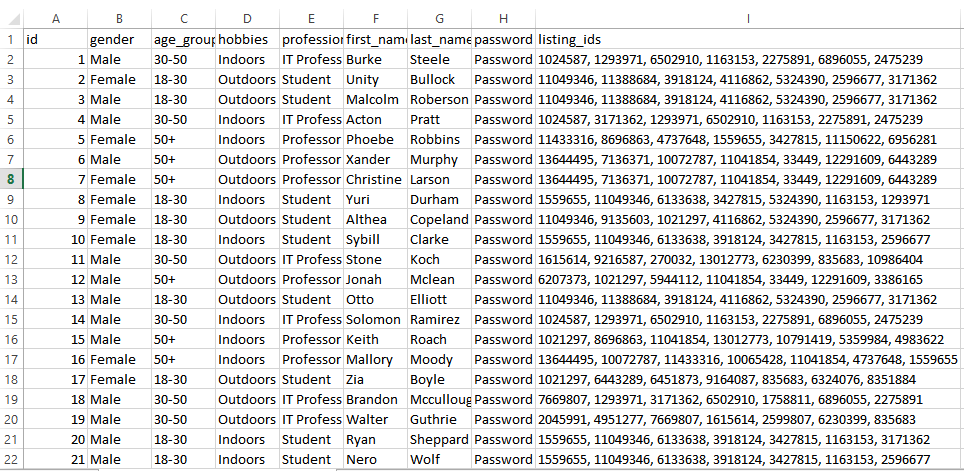 A B C D E F G H I
1 id gender age_group hobbies profession first_name last_name password listing_ids
2 1 Male 30-50 Indoors IT Profess Burke Steele Password 1024587, 1293971, 6502910, 1163153, 2275891, 6896055, 2475239
3 2 Female 18-30 Outdoors Student Unity Bullock Password 11049346, 11388684, 3918124, 4116862, 5324390, 2596677, 3171362
4 3 Male 18-30 Outdoors Student Malcolm Roberson Password 11049346, 11388684, 3918124, 4116862, 5324390, 2596677, 3171362
5 4 Male 30-50 Indoors IT Profess Acton Pratt Password 1024587, 3171362, 1293971, 6502910, 1163153, 2275891, 2475239
6 5 Female 50+ Indoors Professor Phoebe Robbins Password 11433316, 8696863, 4737648, 1559655, 3427815, 11150622, 6956281
7 6 Male 50+ Outdoors Professor Xander Murphy Password 13644495, 7136371, 10072787, 11041854, 33449, 12291609, 6443289
8 7 Female 50+ Outdoors Professor Christine Larson Password 13644495, 7136371, 10072787, 11041854, 33449, 12291609, 6443289
9 8 Female 18-30 Indoors Student Yuri Durham Password 1559655, 11049346, 6133638, 3427815, 5324390, 1163153, 1293971
10 9 Female 18-30 Outdoors Student Althea Copeland Password 11049346, 9135603, 1021297, 4116862, 5324390, 2596677, 3171362
11 10 Female 18-30 Indoors Student Sybill Clarke Password 1559655, 11049346, 6133638, 3918124, 3427815, 1163153, 2596677
12 11 Male 30-50 Outdoors IT Profess Stone Koch Password 1615614, 9216587, 270032, 13012773, 6230399, 835683, 10986404
13 12 Male 50+ Outdoors Professor Jonah Mclean Password 6207373, 1021297, 5944112, 11041854, 33449, 12291609, 3386165
14 13 Male 18-30 Outdoors Student Otto Elliott Password 11049346, 11388684, 3918124, 4116862, 5324390, 2596677, 3171362
15 14 Male 30-50 Indoors IT Profess Solomon Ramirez Password 1024587, 1293971, 6502910, 1163153, 2275891, 6896055, 2475239
16 15 Male 50+ Indoors Professor Keith Roach Password 1021297, 8696863, 11041854, 13012773, 10791419, 5359984, 4983622
17 16 Female 50+ Indoors Professor Mallory Moody Password 13644495, 10072787, 11433316, 10065428, 11041854, 4737648, 1559655
18 17 Female 18-30 Outdoors Student Zia Boyle Password 1021297, 6443289, 6451873, 9164087, 835683, 6324076, 8351884
19 18 Male 30-50 Outdoors IT Profess Brandon Mcculloug Password 7669807, 1293971, 3171362, 6502910, 1758811, 6896055, 2275891
20 19 Male 30-50 Outdoors IT Profess Walter Guthrie Password 2045991, 4951277, 7669807, 1615614, 2599807, 6230399, 835683
21 20 Male 18-30 Indoors Student Ryan Sheppard Password 1559655, 11049346, 6133638, 3918124, 3427815, 1163153, 3171362
22 21 Male 18-30 Indoors Student Nero Wolf Password 1559655, 11049346, 6133638, 3918124, 3427815, 1163153, 2596677